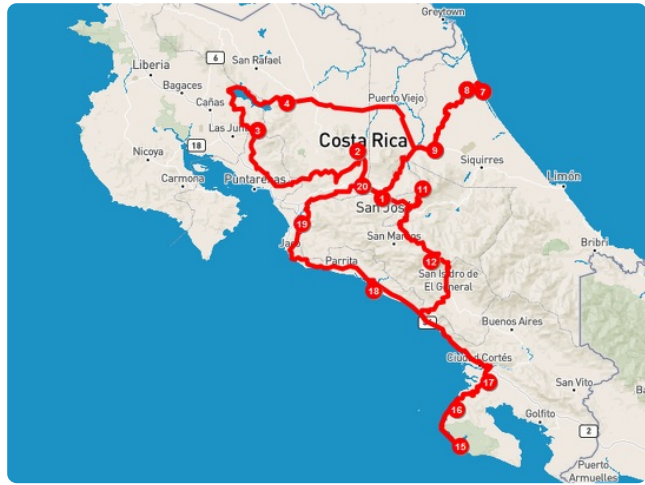 Greytown
6
San Rafael
Liberia
Bagaces
8
7
Puerto Viejo
4
Cañas
Las Jun
3
Costa Rica
18
2
9
Nicoya
Siquirres
Carmona
Puntarenas
20
11
Limón
1
San José
19
San Marcos
Jacó
Bribri
Parrita
12
San Isidro de
El General
18
Buenos Aires
Ciudad Cortés
17
San Vito
16
Golfito
2
15
Puerto
Armuelles